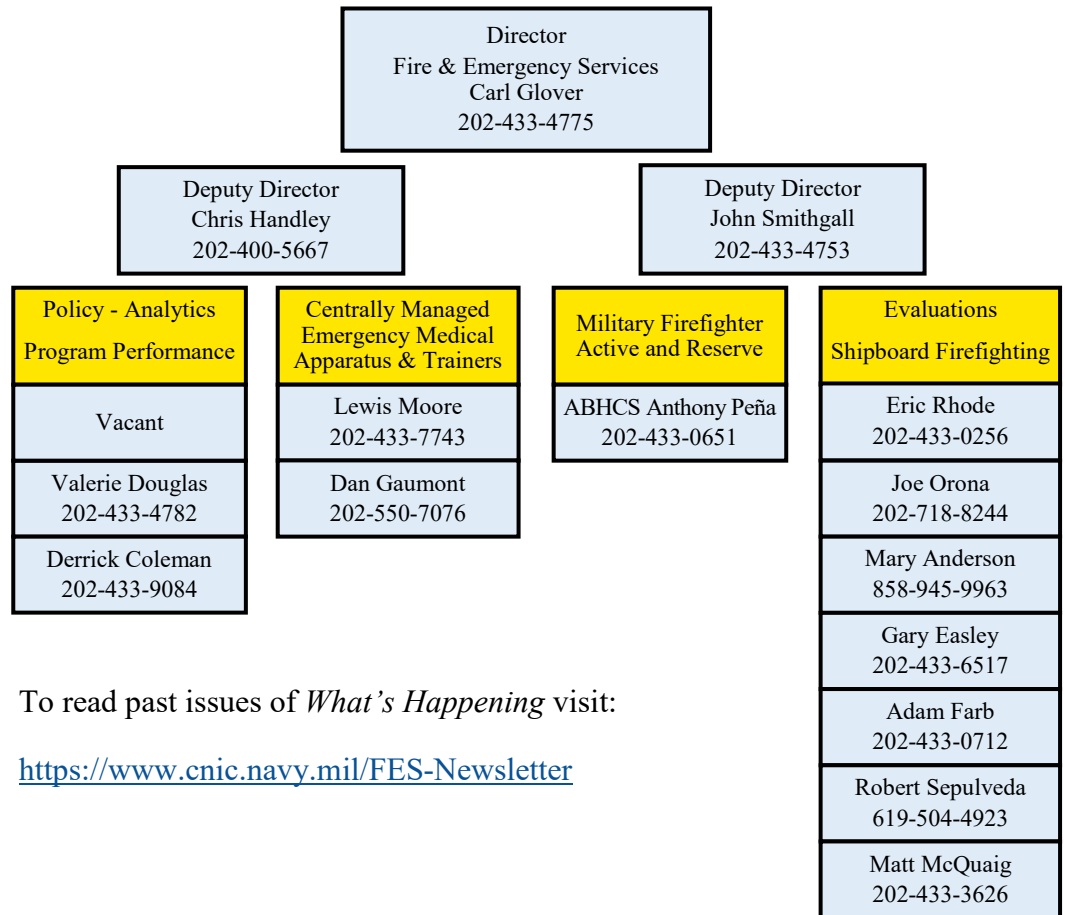 Director
Fire & Emergency Services
Carl Glover
202-433-4775
Deputy Director
Chris Handley
202-400-5667
Deputy Director
John Smithgall
202-433-4753
Policy - Analytics
Program Performance
Vacant
Valerie Douglas
202-433-4782
Derrick Coleman
202-433-9084
Centrally Managed
Emergency Medical
Apparatus & Trainers
Lewis Moore
202-433-7743
Dan Gaumont
202-550-7076
Military Firefighter
Active and Reserve
ABHCS Anthony Peña
202-433-0651
Evaluations
Shipboard Firefighting
Eric Rhode
202-433-0256
Joe Orona
202-718-8244
Mary Anderson
858-945-9963
Gary Easley
202-433-6517
Adam Farb
202-433-0712
Robert Sepulveda
619-504-4923
Matt McQuaig
202-433-3626
To read past issues of What’s Happening visit:
https://www.cnic.navy.mil/FES-Newsletter